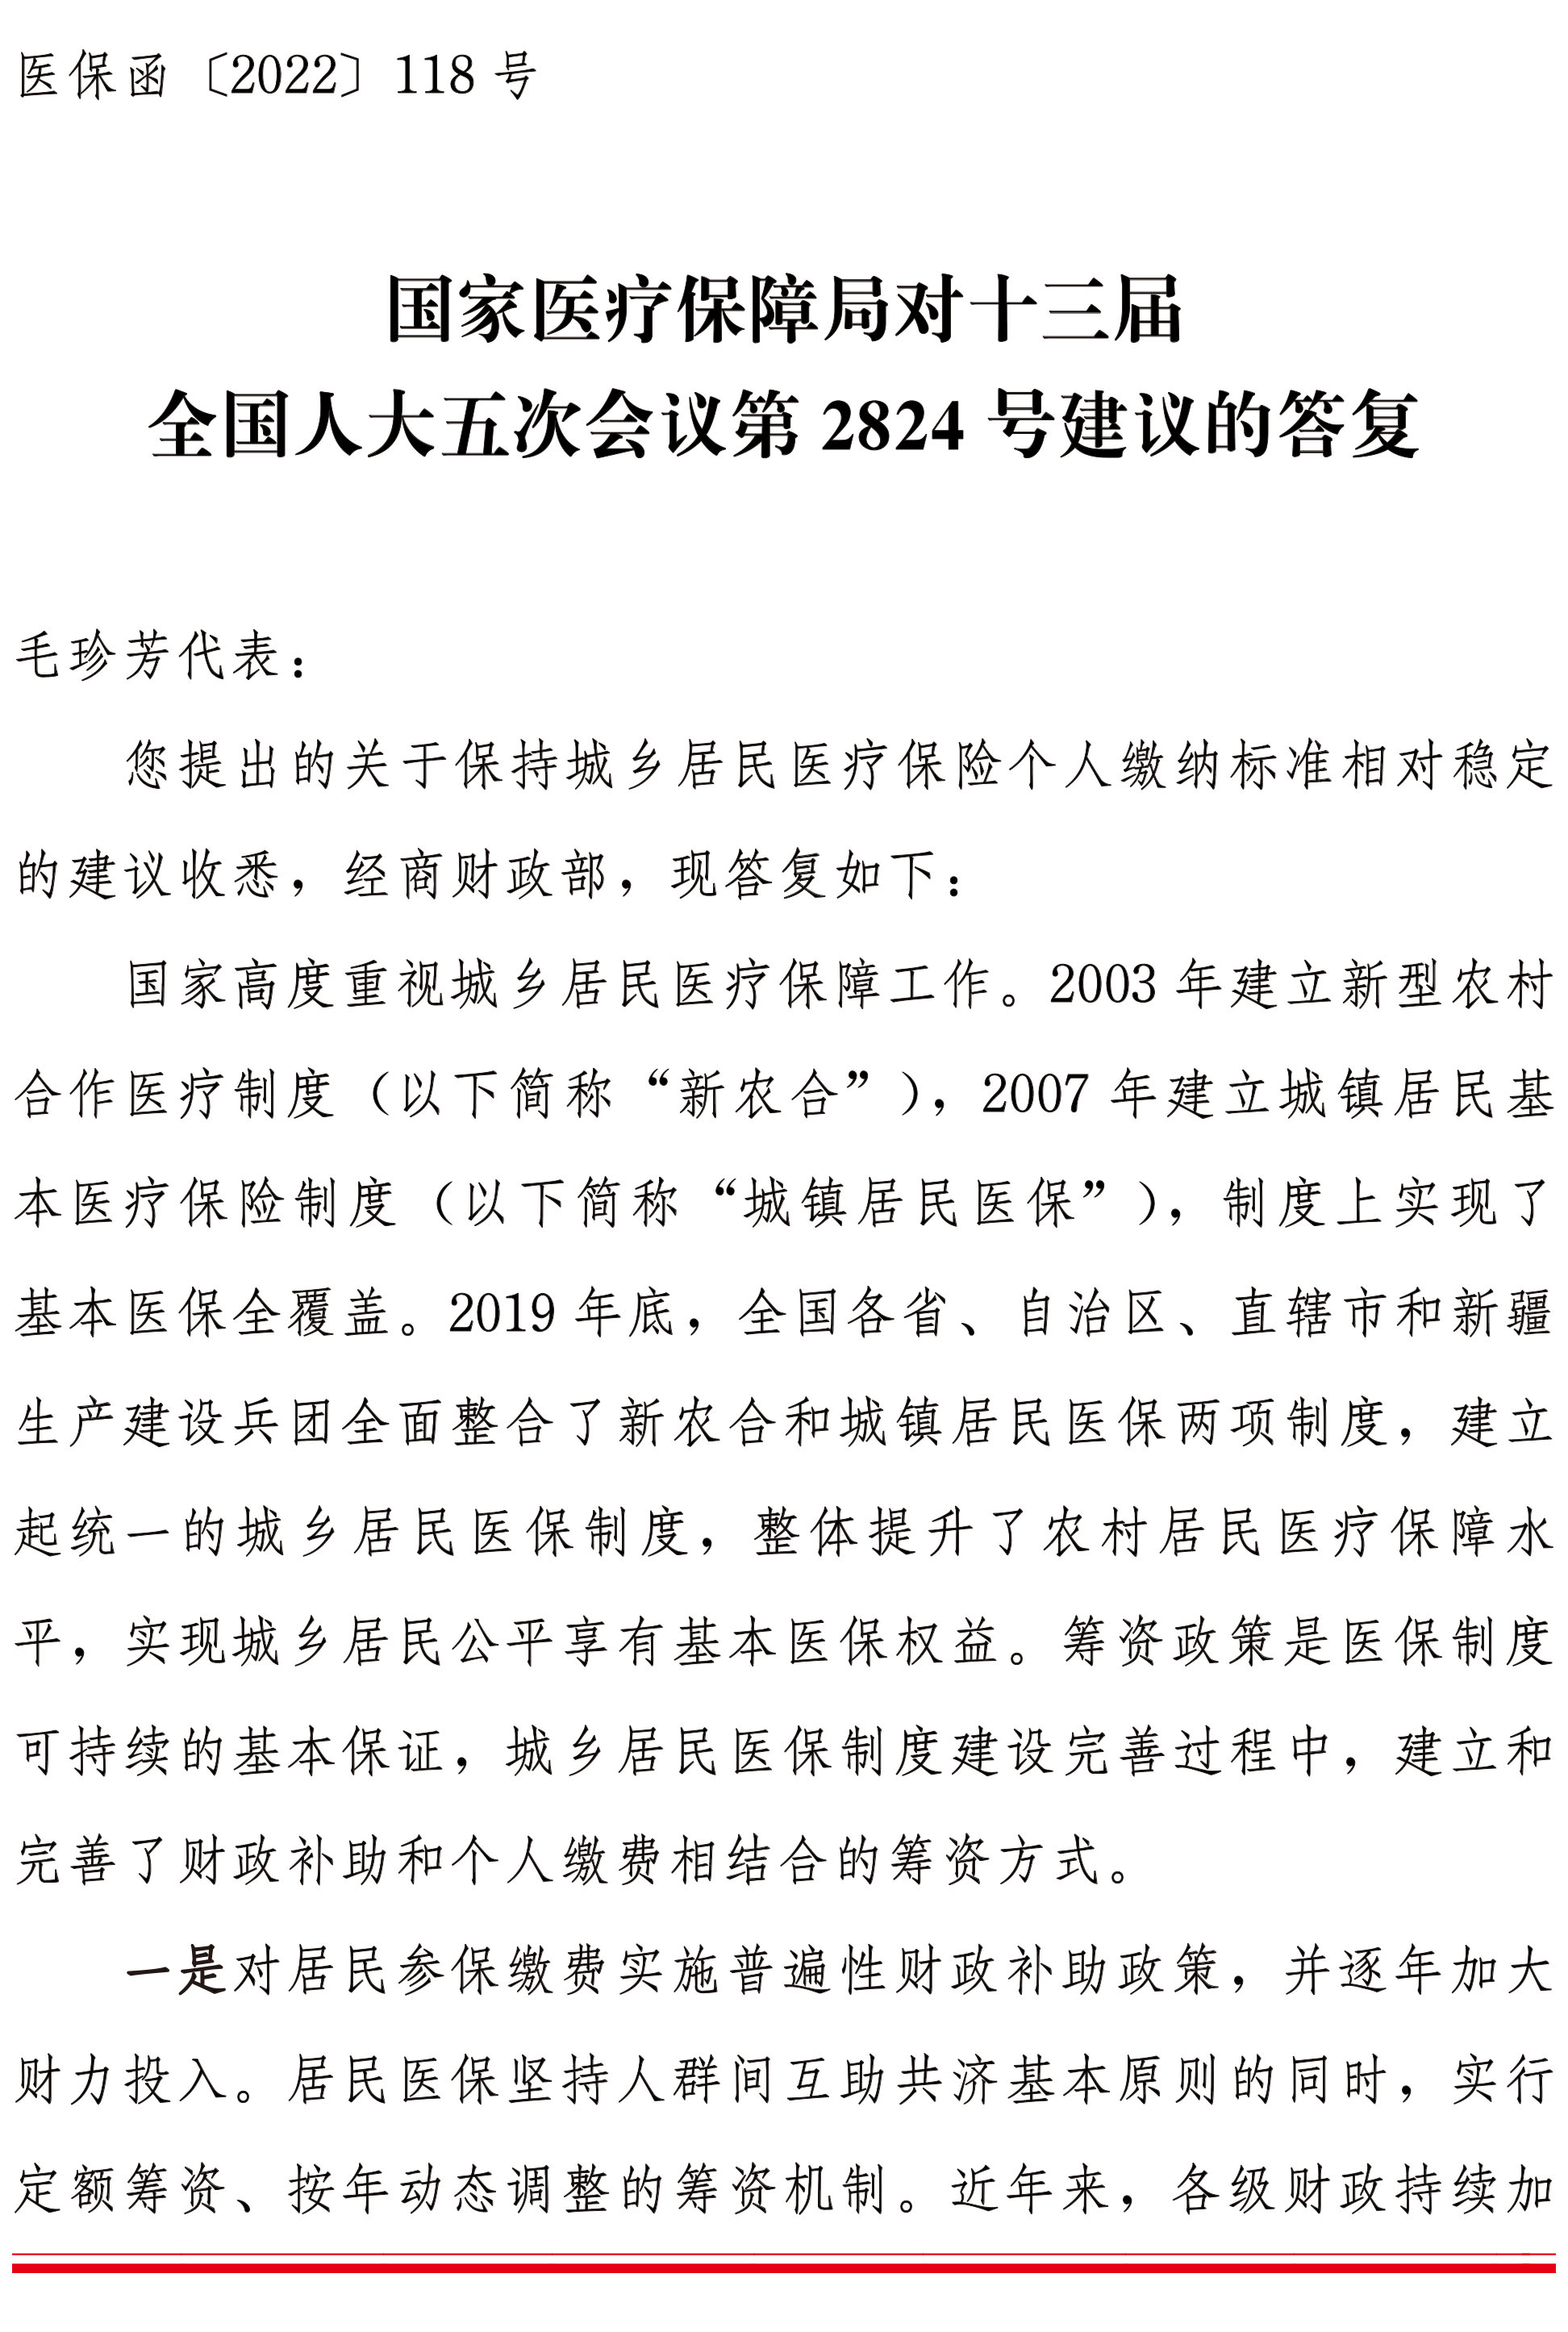 医保函〔2022〕118 号
国家医疗保障局对十三届
全国人大五次会议第 2824 号建议的答复
毛珍芳代表：
您提出的关于保持城乡居民医疗保险个人缴纳标准相对稳定
的建议收悉，经商财政部，现答复如下：
国家高度重视城乡居民医疗保障工作。2003 年建立新型农村
合作医疗制度（以下简称“新农合”），2007 年建立城镇居民基
本医疗保险制度（以下简称“城镇居民医保”），制度上实现了
基本医保全覆盖。2019 年底，全国各省、自治区、直辖市和新疆
生产建设兵团全面整合了新农合和城镇居民医保两项制度，建立
起统一的城乡居民医保制度，整体提升了农村居民医疗保障水
平，实现城乡居民公平享有基本医保权益。筹资政策是医保制度
可持续的基本保证，城乡居民医保制度建设完善过程中，建立和
完善了财政补助和个人缴费相结合的筹资方式。
一是对居民参保缴费实施普遍性财政补助政策，并逐年加大
财力投入。居民医保坚持人群间互助共济基本原则的同时，实行
定额筹资、按年动态调整的筹资机制。近年来，各级财政持续加